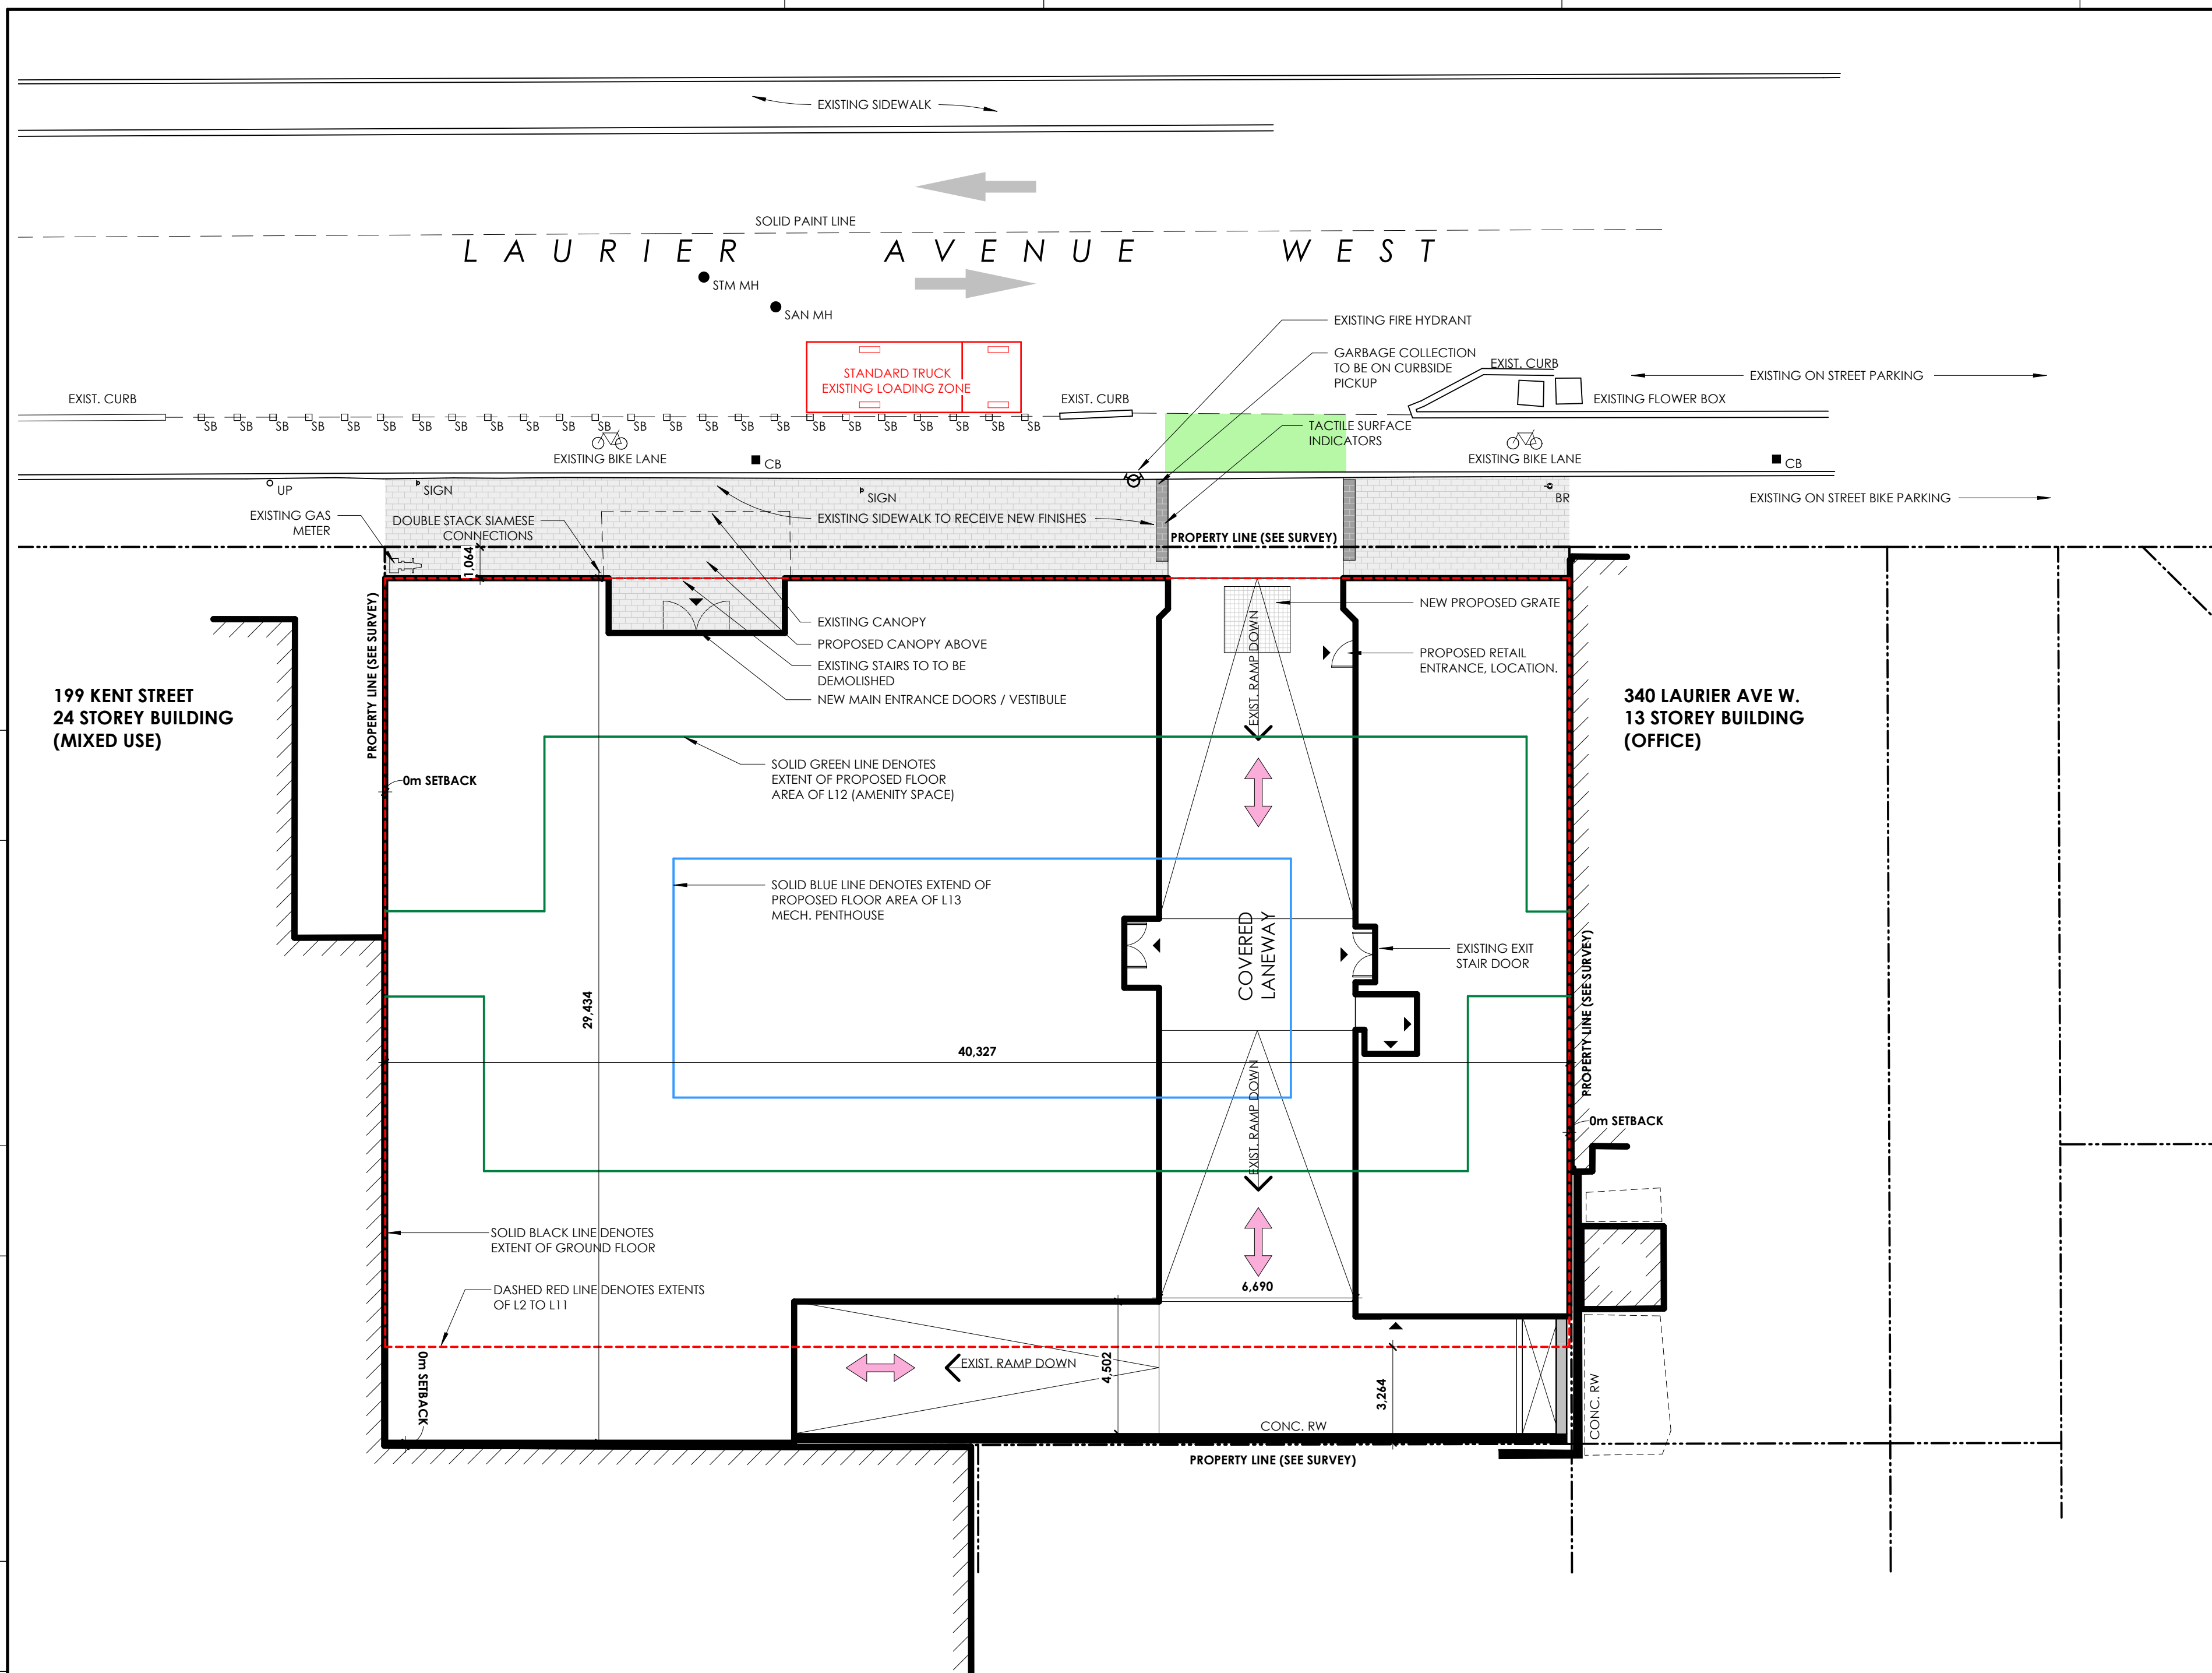 EXISTING SIDEWALK
SOLID PAINT LINE
LAURIER AVENUE WEST
STM MH
SAN MH
EXISTING FIRE HYDRANT
GARBAGE COLLECTION
TO BE ON CURBSIDE
PICKUP
STANDARD TRUCK
EXISTING LOADING ZONE
EXIST. CURB
EXISTING ON STREET PARKING
EXIST. CURB
EXIST. CURB
EXISTING FLOWER BOX
SB SB SB SB SB SB SB SB SB SB SB SB SB SB SB SB SB SB SB SB SB SB SB SB
TACTILE SURFACE
INDICATORS
EXISTING BIKE LANE
CB
EXISTING BIKE LANE
CB
UP
SIGN
SIGN
BR
EXISTING ON STREET BIKE PARKING
EXISTING GAS
METER
DOUBLE STACK SIAMESE
CONNECTIONS
EXISTING SIDEWALK TO RECEIVE NEW FINISHES
PROPERTY LINE (SEE SURVEY)
1,064
NEW PROPOSED GRATE
EXISTING CANOPY
PROPOSED CANOPY ABOVE
EXISTING STAIRS TO TO BE
DEMOLISHED
NEW MAIN ENTRANCE DOORS / VESTIBULE
PROPERTY LINE (SEE SURVEY)
EXIST. RAMP DOWN
PROPOSED RETAIL
ENTRANCE, LOCATION.
199 KENT STREET
24 STOREY BUILDING
(MIXED USE)
340 LAURIER AVE W.
13 STOREY BUILDING
(OFFICE)
0m SETBACK
SOLID GREEN LINE DENOTES
EXTENT OF PROPOSED FLOOR
AREA OF L12 (AMENITY SPACE)
SOLID BLUE LINE DENOTES EXTEND OF
PROPOSED FLOOR AREA OF L13
MECH. PENTHOUSE
COVERED
LANEWAY
EXISTING EXIT
STAIR DOOR
PROPERTY LINE (SEE SURVEY)
29,434
40,327
EXIST. RAMP DOWN
0m SETBACK
SOLID BLACK LINE DENOTES
EXTENT OF GROUND FLOOR
DASHED RED LINE DENOTES EXTENTS
OF L2 TO L11
6,690
0m SETBACK
EXIST. RAMP DOWN
4,502
3,264
CONC. RW
CONC. RW
PROPERTY LINE (SEE SURVEY)